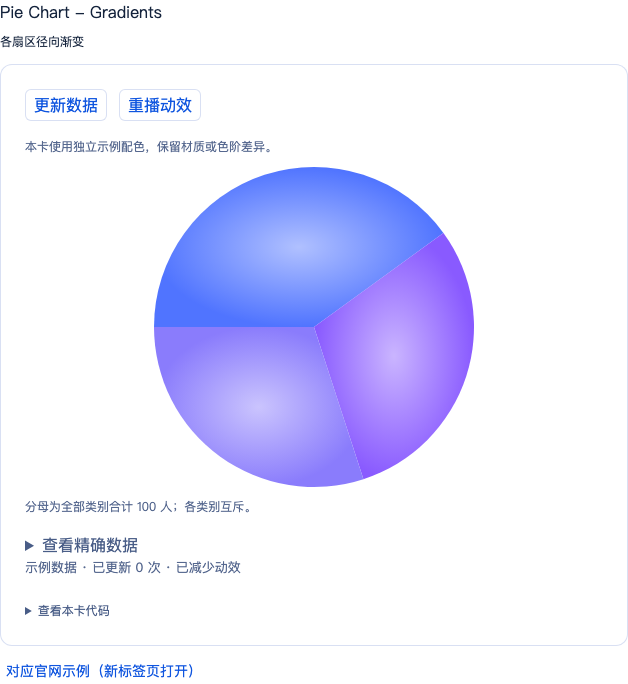 Pie Chart – Gradients
各扇区径向渐变
更新数据 重播动效
本卡使用独立示例配色，保留材质或色阶差异。
分母为全部类别合计 100 人；各类别互斥。
▶ 查看精确数据
示例数据 · 已更新 0 次 · 已减少动效
▶ 查看本卡代码
对应官网示例（新标签页打开）